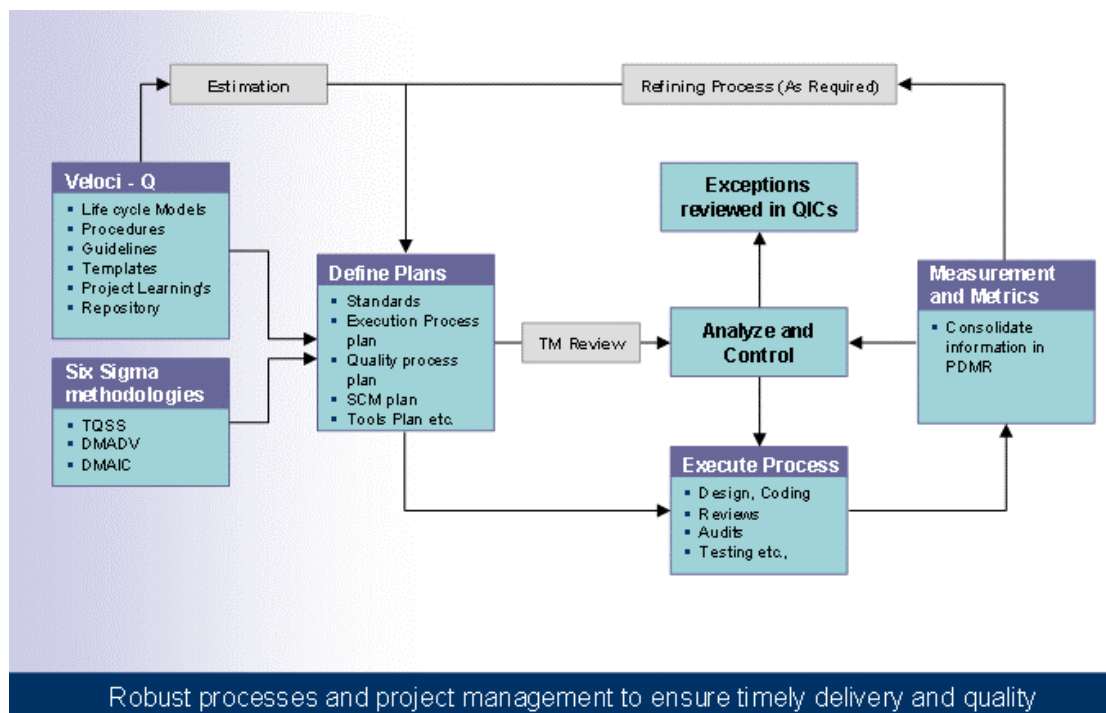 Estimation
Refining Process (As Required)
Veloci - Q
Life cycle Models
Procedures
Guidelines
Templates
Project Learning's
Repository
Six Sigma
methodologies
TQSS
DMADV
DMAIC
Define Plans
Standards
Execution Process
plan
Quality process
plan
SCM plan
Tools Plan etc.
TM Review
Exceptions
reviewed in QICs
Analyze and
Control
Execute Process
Design, Coding
Reviews
Audits
Testing etc.,
Measurement
and Metrics
Consolidate
information in
PDMR
Robust processes and project management to ensure timely delivery and quality